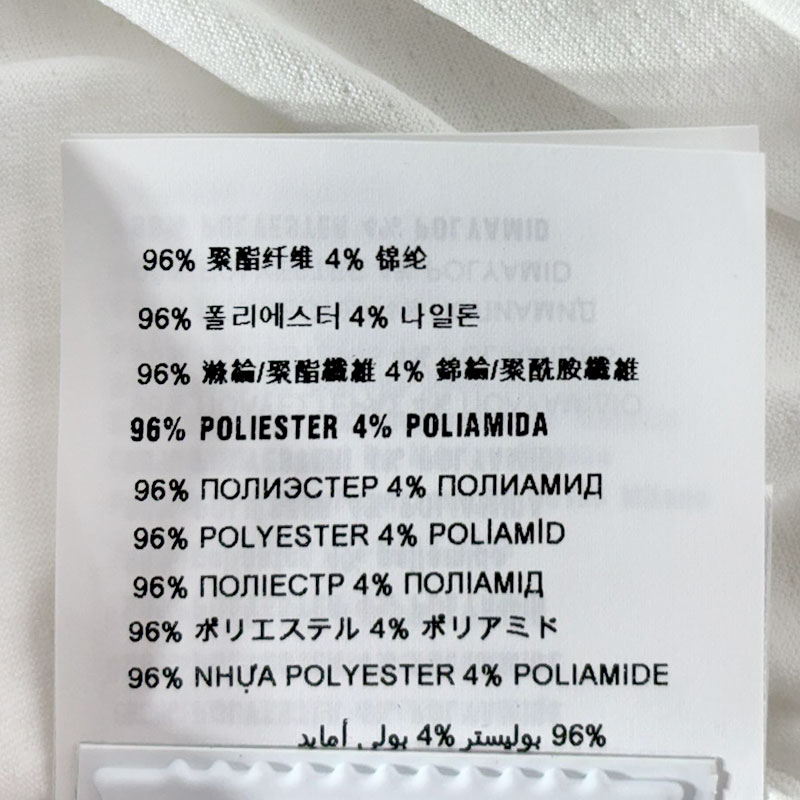 96% 聚酯纤维 4% 锦纶
96% 폴리에스터 4% 나일론
96% 滌綸/聚酯纖維 4% 錦綸/聚酰胺纖維
96% POLIESTER 4% POLIAMIDA
96% ПОЛИЭСТЕР 4% ПОЛИАМИД
96% POLYESTER 4% POLİAMİD
96% ПОЛІЕСТР 4% ПОЛІАМІД
96% ポリエステル 4% ポリアミド
96% NHỰA POLYESTER 4% POLIAMIDE
96% بوليستر 4% بولي أمايد